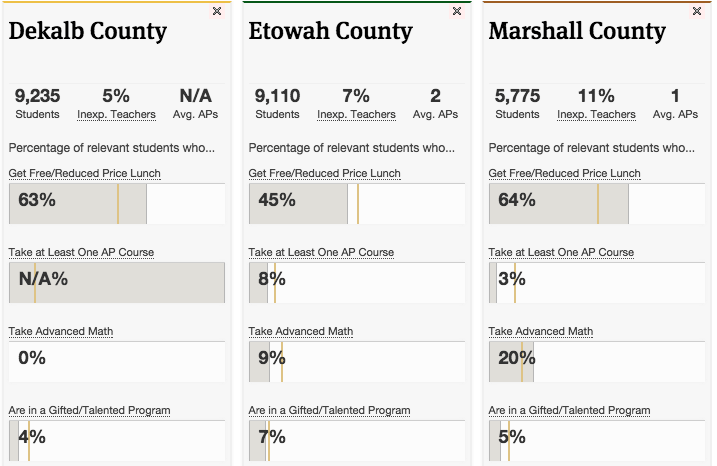 Dekalb County
9,235 5% N/A
Students Inexp. Teachers Avg. APs
Percentage of relevant students who...
Get Free/Reduced Price Lunch
63%
Take at Least One AP Course
N/A%
Take Advanced Math
0%
Are in a Gifted/Talented Program
4%
Etowah County
9,110 7% 2
Students Inexp. Teachers Avg. APs
Percentage of relevant students who...
Get Free/Reduced Price Lunch
45%
Take at Least One AP Course
8%
Take Advanced Math
9%
Are in a Gifted/Talented Program
7%
Marshall County
5,775 11% 1
Students Inexp. Teachers Avg. APs
Percentage of relevant students who...
Get Free/Reduced Price Lunch
64%
Take at Least One AP Course
3%
Take Advanced Math
20%
Are in a Gifted/Talented Program
5%